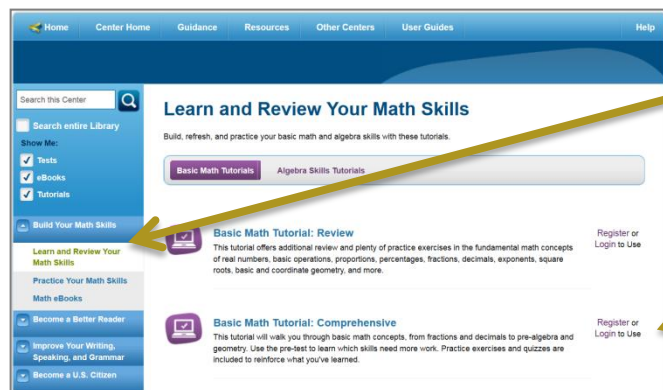 Home Center Home Guidance Resources Other Centers User Guides Help
Search this Center
Search entire Library
Show Me:
Tests
eBooks
Tutorials
Build Your Math Skills
Learn and Review Your
Math Skills
Practice Your Math Skills
Math eBooks
Become a Better Reader
Improve Your Writing,
Speaking, and Grammar
Become a U.S. Citizen
Learn and Review Your Math Skills
Build, refresh, and practice your basic math and algebra skills with these tutorials.
Basic Math Tutorials Algebra Skills Tutorials
Basic Math Tutorial: Review
This tutorial offers additional review and plenty of practice exercises in the fundamental math concepts
of real numbers, basic operations, proportions, percentages, fractions, decimals, exponents, square
roots, basic and coordinate geometry, and more.
Register or
Login to Use
Basic Math Tutorial: Comprehensive
This tutorial will walk you through basic math concepts, from fractions and decimals to pre-algebra and
geometry. Use the pre-test to learn which skills need more work. Practice exercises and quizzes are
included to reinforce what you've learned.
Register or
Login to Use